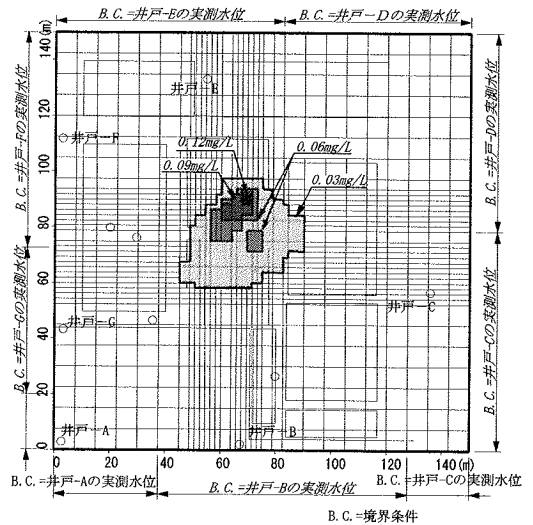 B.C.=井戸-Eの実測水位
B.C.=井戸-Dの実測水位
140(m)
120
100
80
60
40
20
0
B.C.=井戸-Fの実測水位
B.C.=井戸-Gの実測水位
B.C.=井戸-Dの実測水位
B.C.=井戸-Cの実測水位
井戸-E
井戸-F
0.12mg/L
0.06mg/L
0.09mg/L
0.03mg/L
井戸-C
井戸-G
井戸-A
井戸-B
0
20
40
60
80
100
120
140(m)
B.C.=井戸-Aの実測水位
B.C.=井戸-Cの実測水位
B.C.=井戸-Bの実測水位
B.C.=境界条件